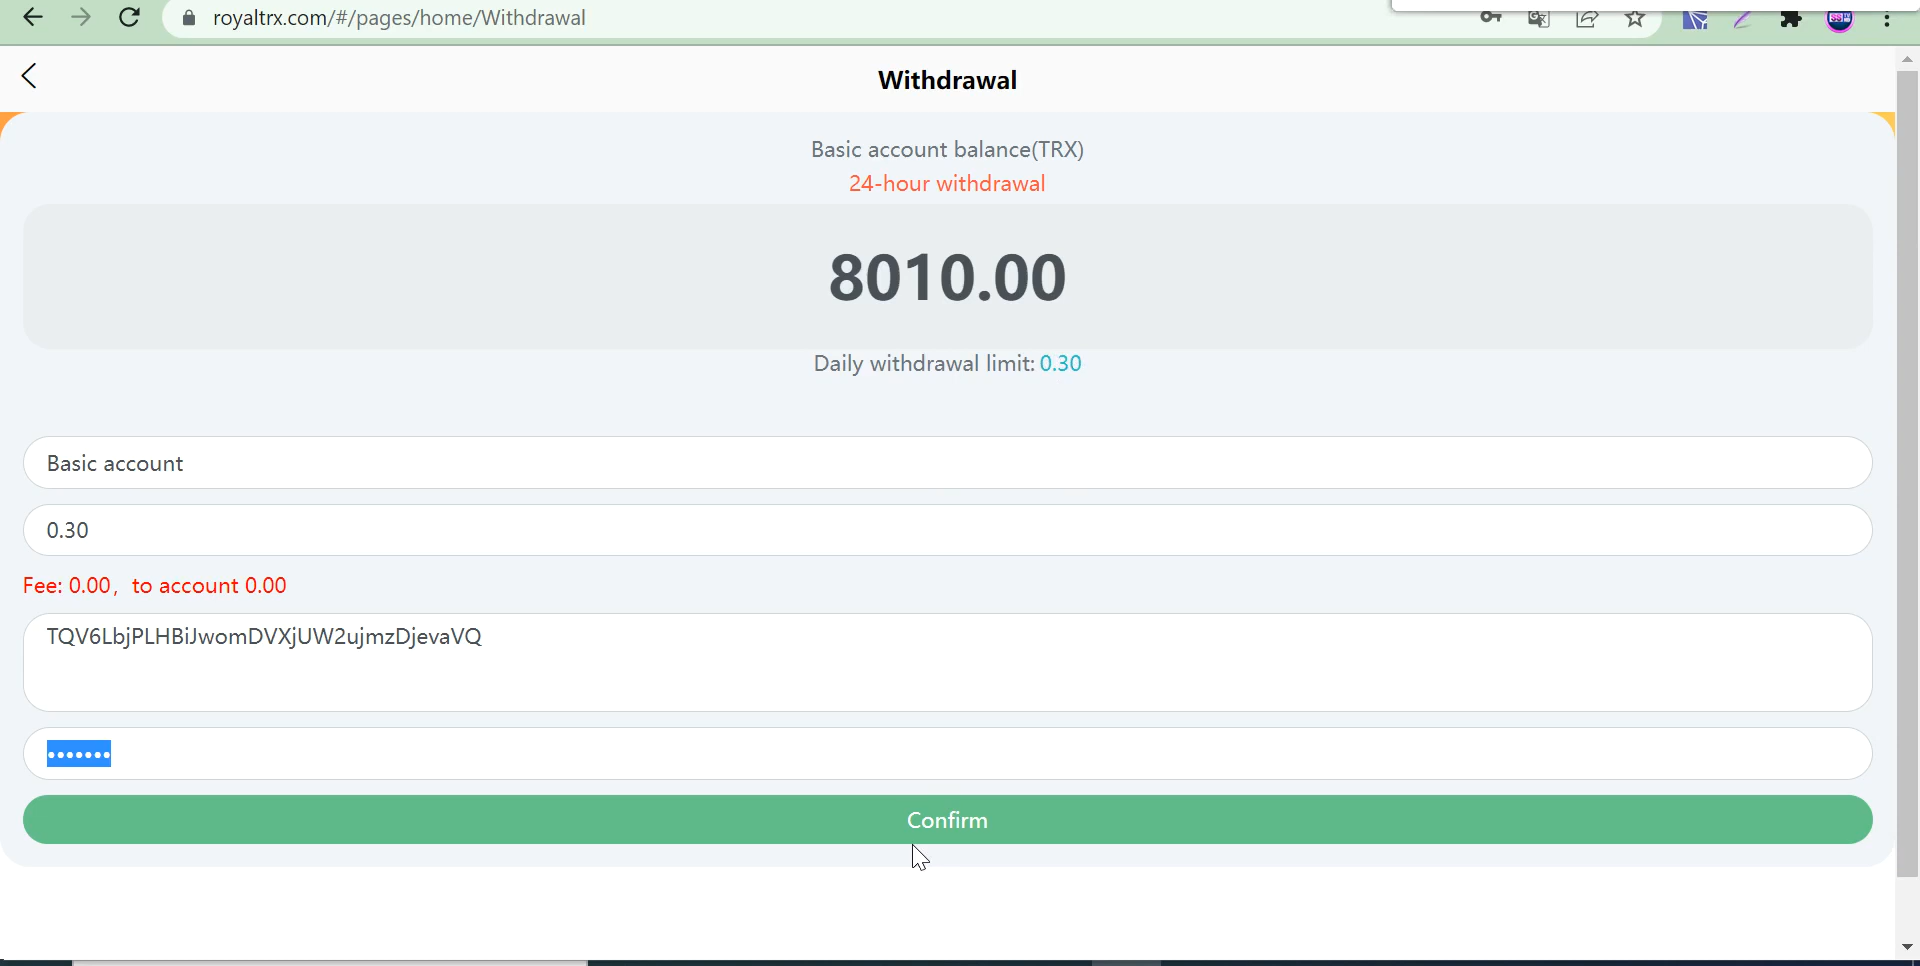 royaltrx.com/#/pages/home/Withdrawal
Withdrawal
Basic account balance(TRX)
24-hour withdrawal
8010.00
Daily withdrawal limit: 0.30
Basic account
0.30
Fee: 0.00, to account 0.00
TQV6LbjPLHBiJwomDVXjUW2ujmzDjevaVQ
•••••••
Confirm